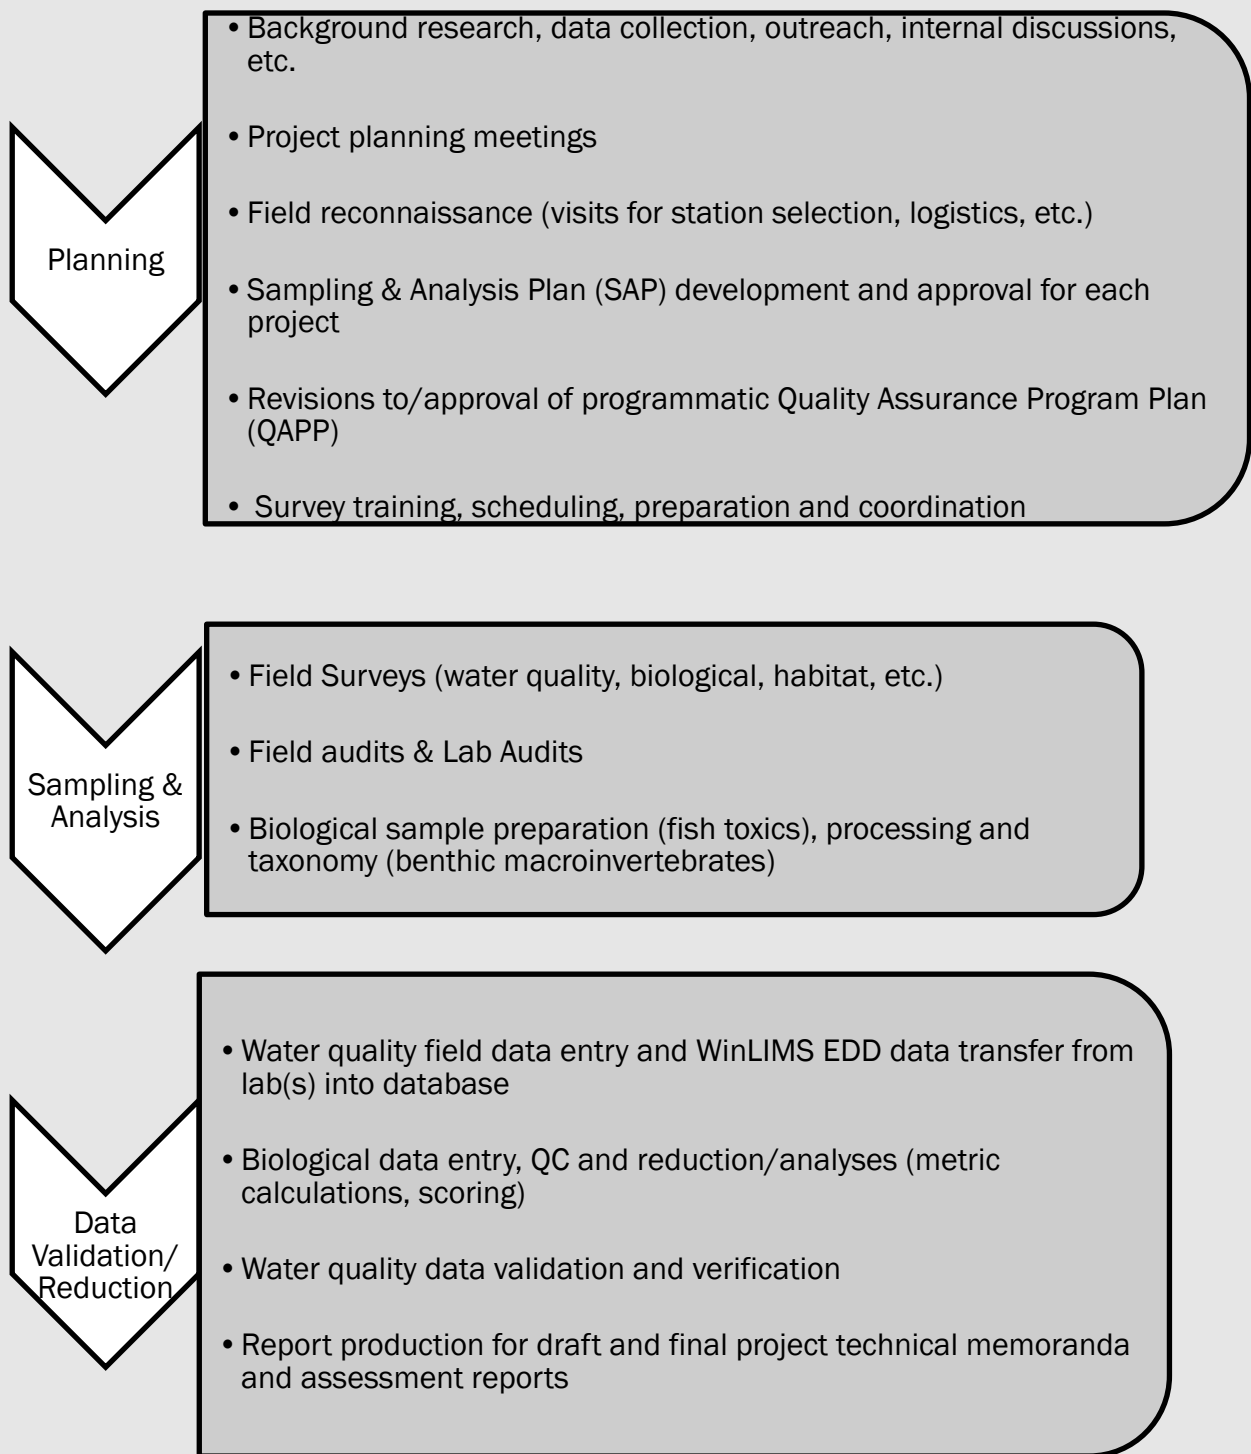 • Background research, data collection, outreach, internal discussions,
etc.
• Project planning meetings
• Field reconnaissance (visits for station selection, logistics, etc.)
Planning
• Sampling & Analysis Plan (SAP) development and approval for each
project
• Revisions to/approval of programmatic Quality Assurance Program Plan
(QAPP)
• Survey training, scheduling, preparation and coordination
• Field Surveys (water quality, biological, habitat, etc.)
• Field audits & Lab Audits
Sampling &
Analysis
• Biological sample preparation (fish toxics), processing and
taxonomy (benthic macroinvertebrates)
• Water quality field data entry and WinLIMS EDD data transfer from
lab(s) into database
• Biological data entry, QC and reduction/analyses (metric
calculations, scoring)
Data
Validation/
Reduction
• Water quality data validation and verification
• Report production for draft and final project technical memoranda
and assessment reports